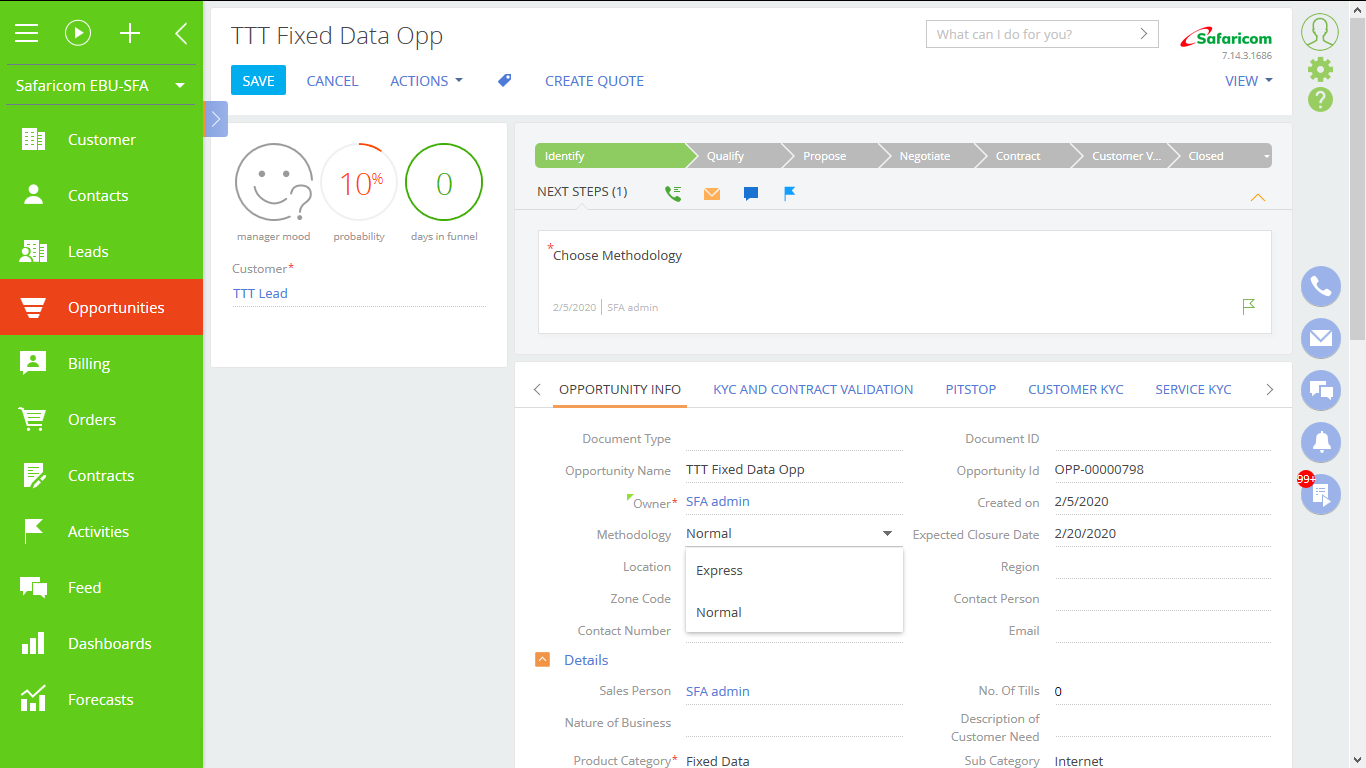 TTT Fixed Data Opp
What can I do for you?
Safaricom
7.14.3.1686
SAVE
CANCEL
ACTIONS
CREATE QUOTE
VIEW
Safaricom EBU-SFA
Customer
Contacts
Leads
Opportunities
Billing
Orders
Contracts
Activities
Feed
Dashboards
Forecasts
10%
0
manager mood
probability
days in funnel
Customer*
TTT Lead
Identify
Qualify
Propose
Negotiate
Contract
Customer V...
Closed
NEXT STEPS (1)
*Choose Methodology
2/5/2020 | SFA admin
OPPORTUNITY INFO
KYC AND CONTRACT VALIDATION
PITSTOP
CUSTOMER KYC
SERVICE KYC
Document Type
Document ID
Opportunity Name TTT Fixed Data Opp
Opportunity Id OPP-00000798
Owner* SFA admin
Created on 2/5/2020
Methodology Normal
Expected Closure Date 2/20/2020
Express
Normal
Location
Region
Zone Code
Contact Person
Contact Number
Email
Details
Sales Person SFA admin
No. Of Tills 0
Nature of Business
Description of
Customer Need
Product Category* Fixed Data
Sub Category Internet
?
99+